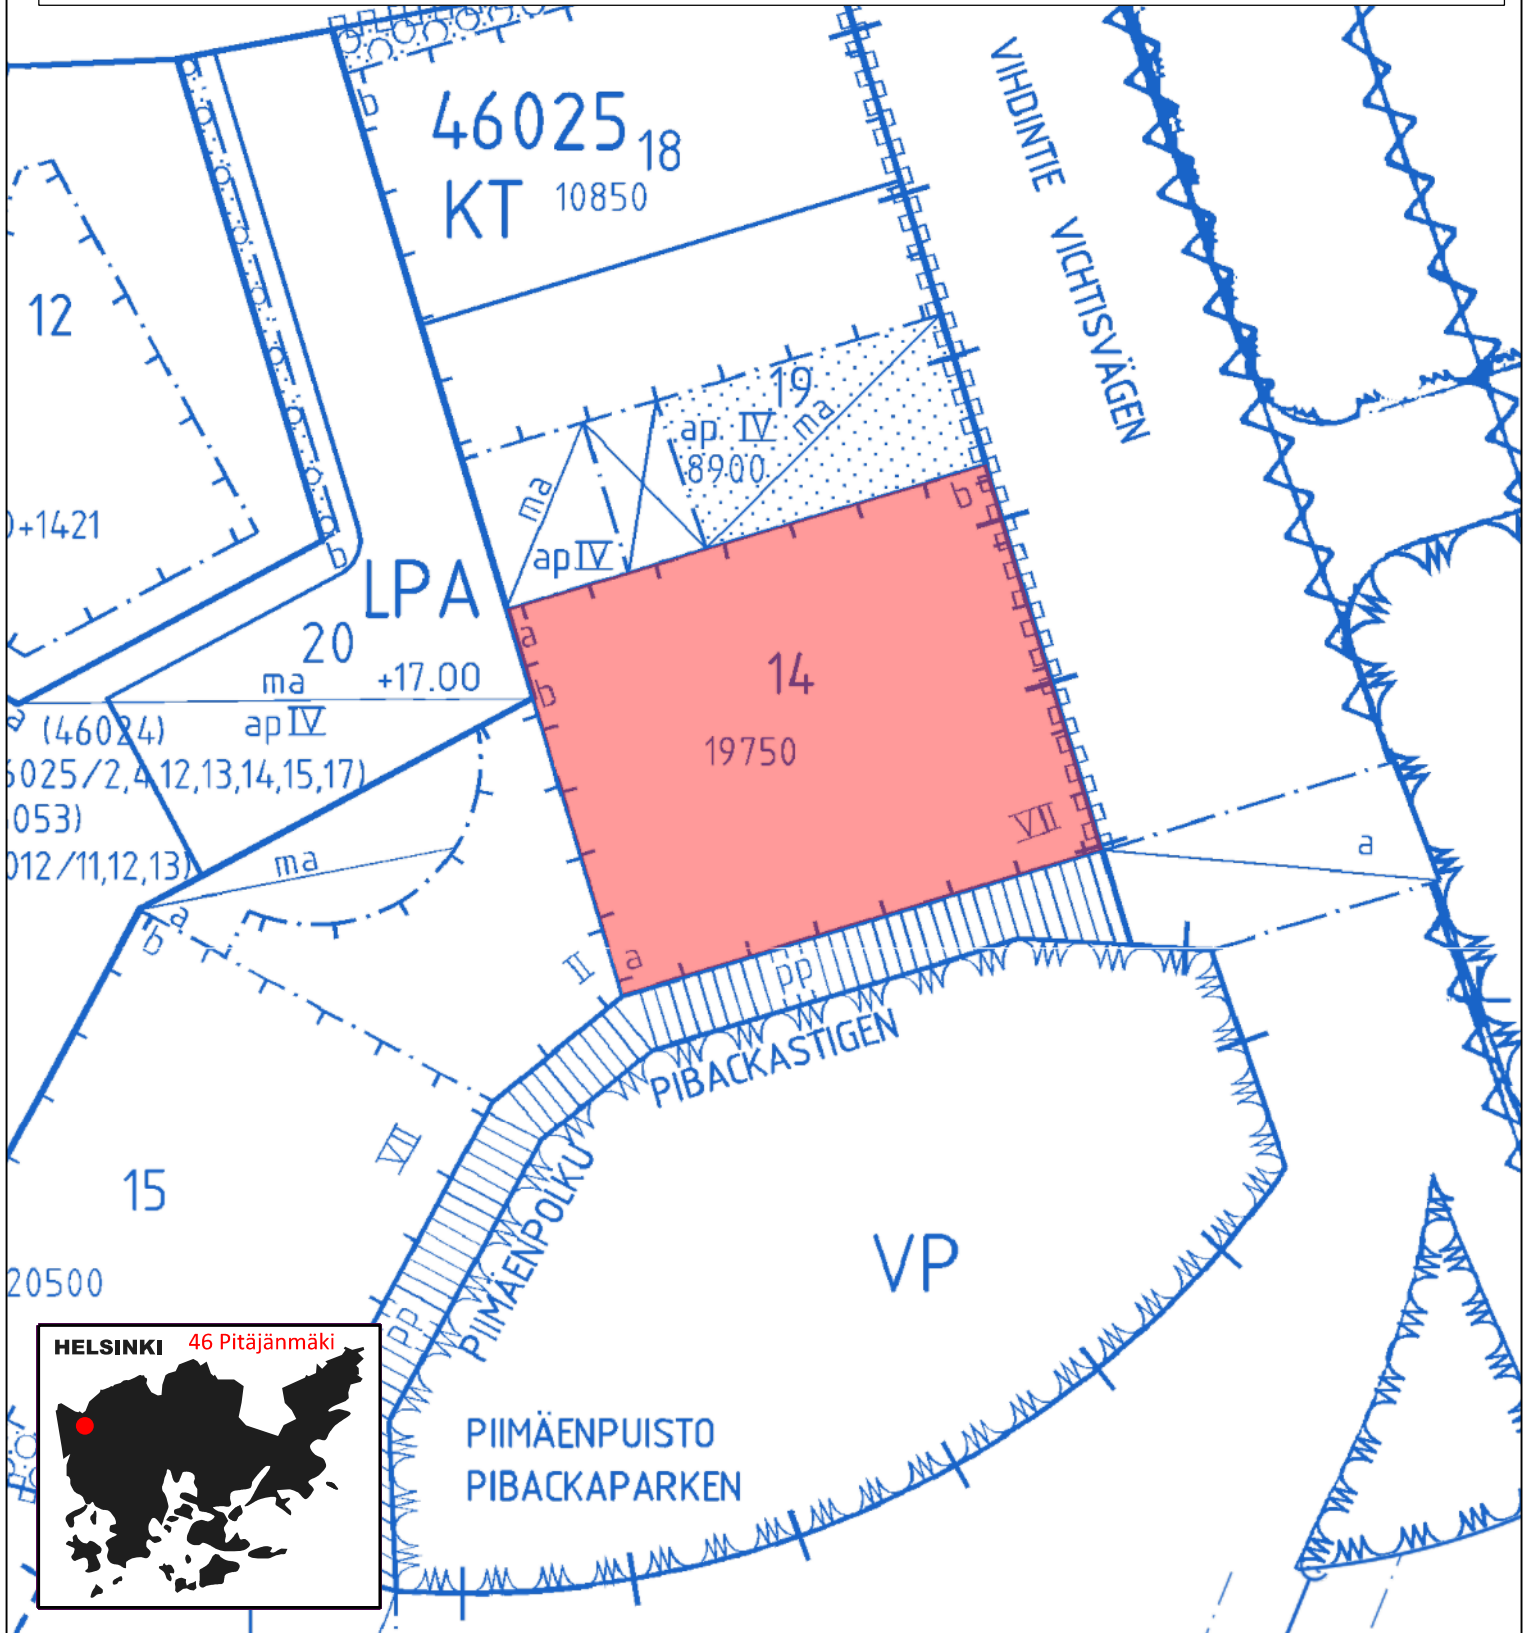 46025 18
KT 10850
VIHDINTIE VICHTISVÄGEN
b
12
19
ap IV
ma
8900
ma
ap IV
+1421
b
LPA
20
ma +17.00
ap IV
b
a
b
14
19750
VII
a
a
(46024)
6025/2,4,12,13,14,15,17)
053)
012/11,12,13)
ma
a
b
II
a
pp
PIBACKASTIGEN
VII
15
PIIMÄENPOLKU
VP
20500
pp
HELSINKI 46 Pitäjänmäki
PIIMÄENPUISTO
PIBACKAPARKEN